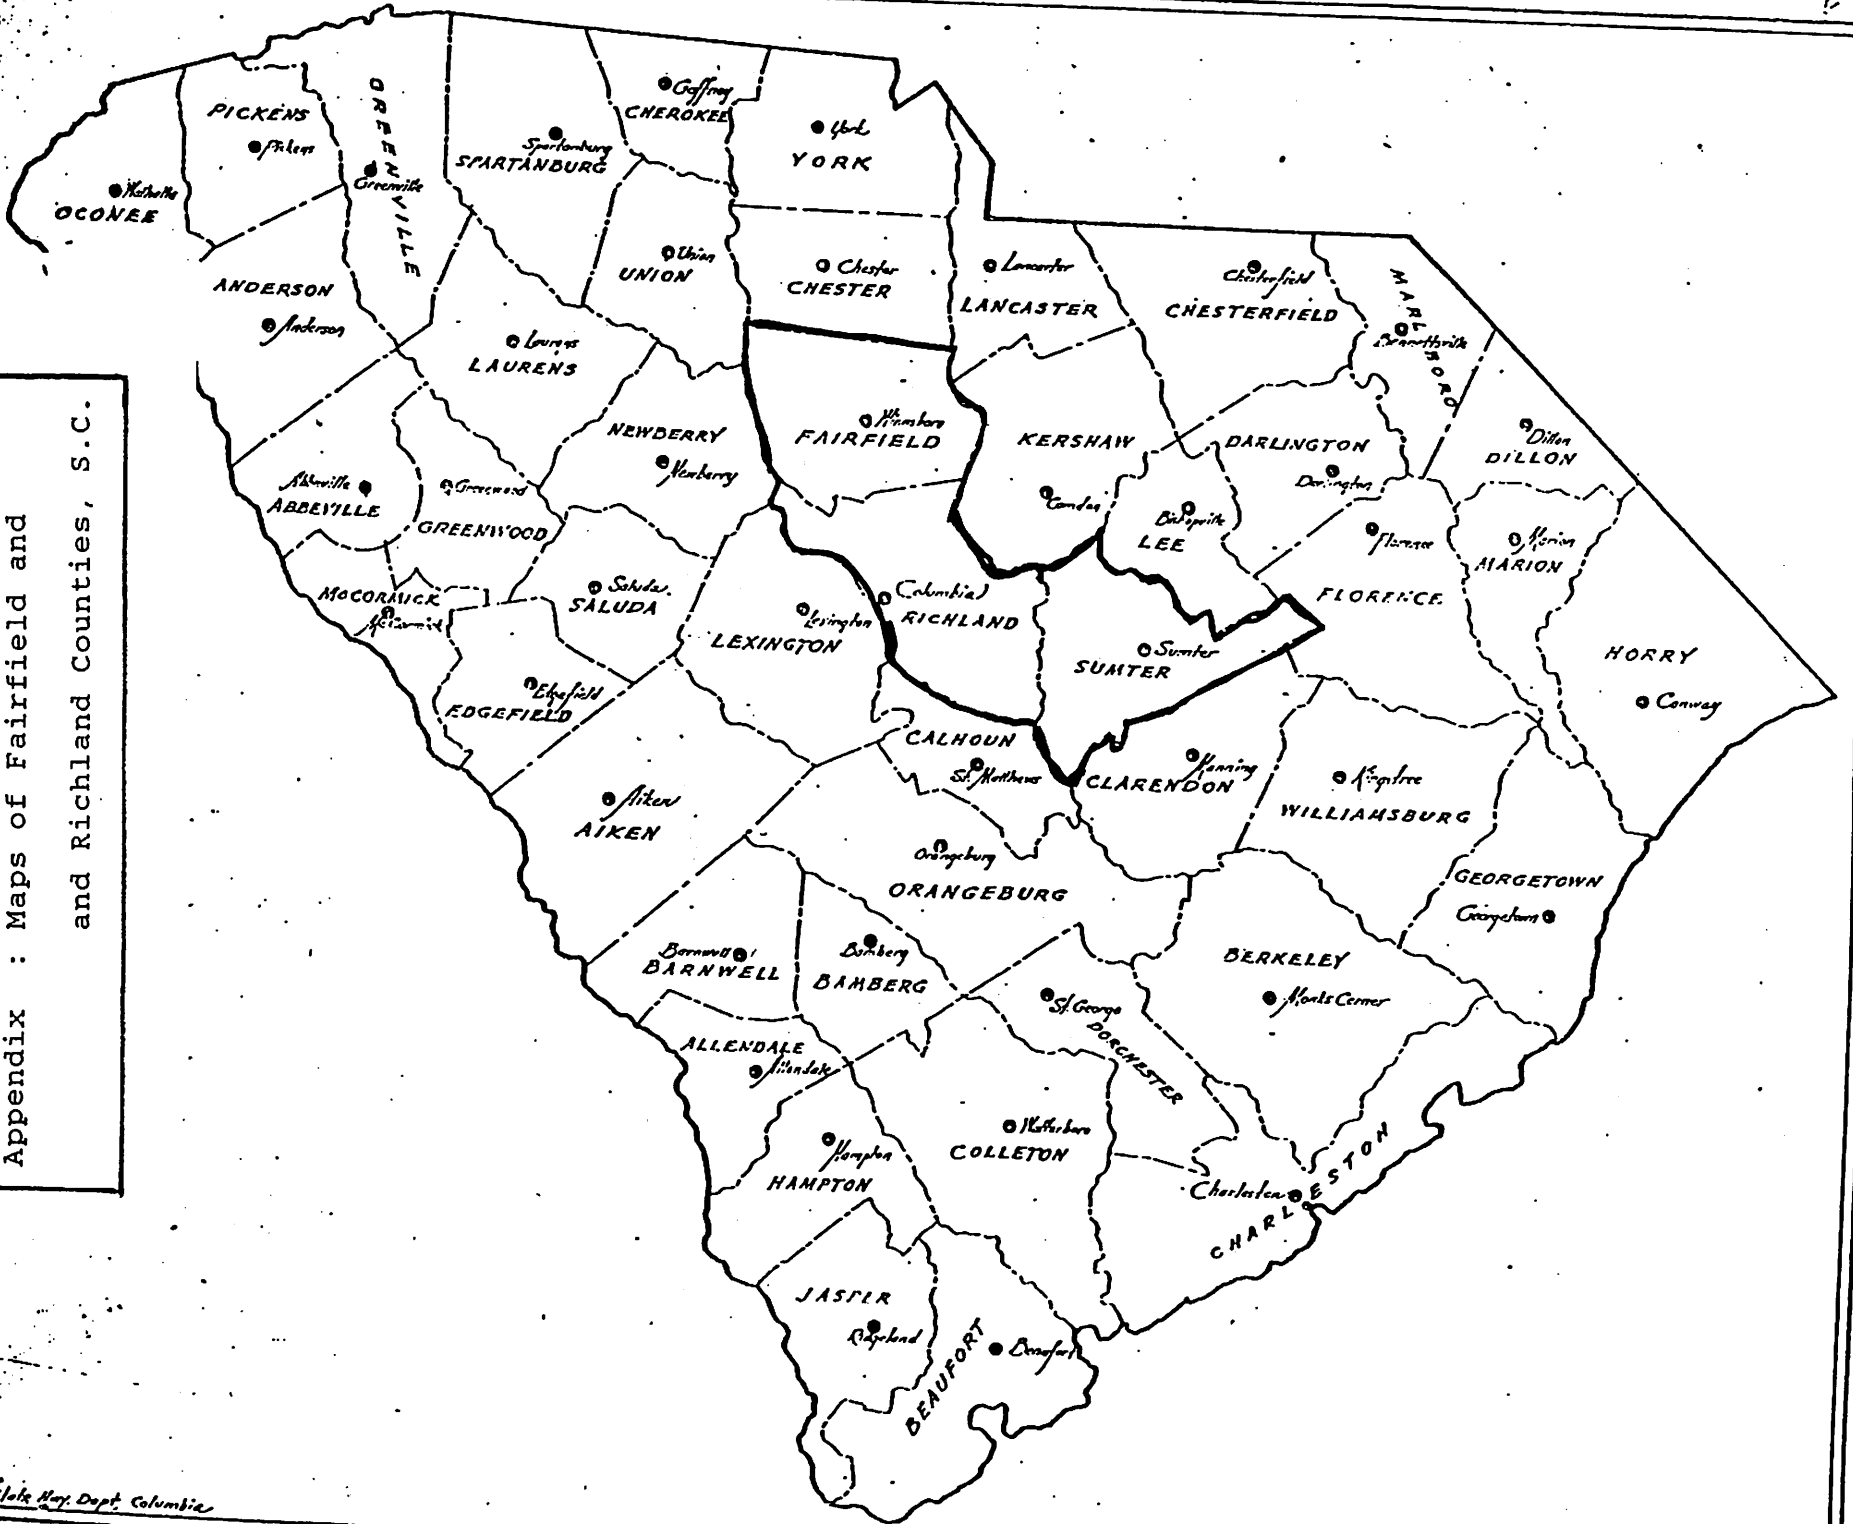 Appendix : Maps of Fairfield and
and Richland Counties, S.C.
Gaffney
CHEROKEE
PICKENS
Pickens
GREENVILLE
Greenville
Spartanburg
SPARTANBURG
York
YORK
Walhalla
OCONEE
Union
UNION
Chester
CHESTER
Lancaster
LANCASTER
Chesterfield
CHESTERFIELD
MARLBORO
Bennettsville
ANDERSON
Anderson
Laurens
LAURENS
NEWBERRY
Newberry
Winnsboro
FAIRFIELD
KERSHAW
Camden
DARLINGTON
Darlington
Dillon
DILLON
Abbeville
ABBEVILLE
Greenwood
GREENWOOD
Bishopville
LEE
Florence
FLORENCE
Marion
MARION
McCORMICK
McCormick
Saluda
SALUDA
Lexington
LEXINGTON
Columbia
RICHLAND
Sumter
SUMTER
HORRY
Conway
Edgefield
EDGEFIELD
CALHOUN
St. Matthews
Manning
CLARENDON
Kingstree
WILLIAMSBURG
Aiken
AIKEN
Orangeburg
ORANGEBURG
GEORGETOWN
Georgetown
Barnwell
BARNWELL
Bamberg
BAMBERG
BERKELEY
Monks Corner
St. George
DORCHESTER
ALLENDALE
Allendale
Walterboro
COLLETON
Hampton
HAMPTON
Charleston
CHARLESTON
JASPER
Ridgeland
BEAUFORT
Beaufort
Hwy. Dept. Columbia